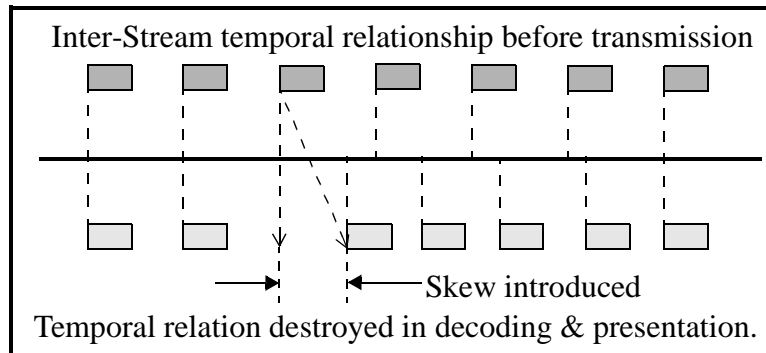 Inter-Stream temporal relationship before transmission
Skew introduced
Temporal relation destroyed in decoding & presentation.